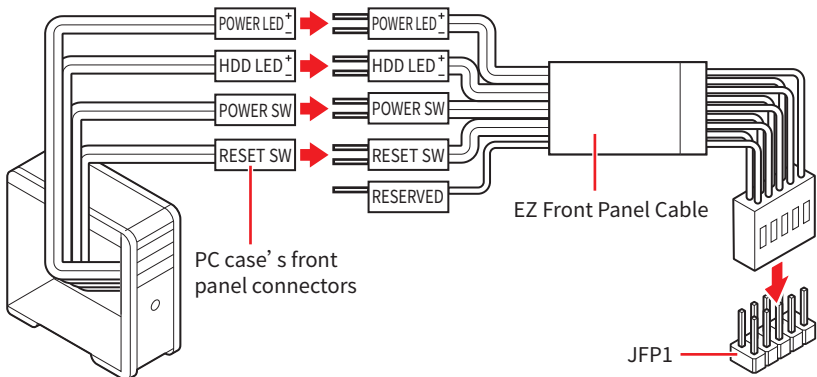 POWER LED + −
POWER LED + −
HDD LED + −
HDD LED + −
POWER SW
POWER SW
RESET SW
RESET SW
RESERVED
EZ Front Panel Cable
PC case's front
panel connectors
JFP1